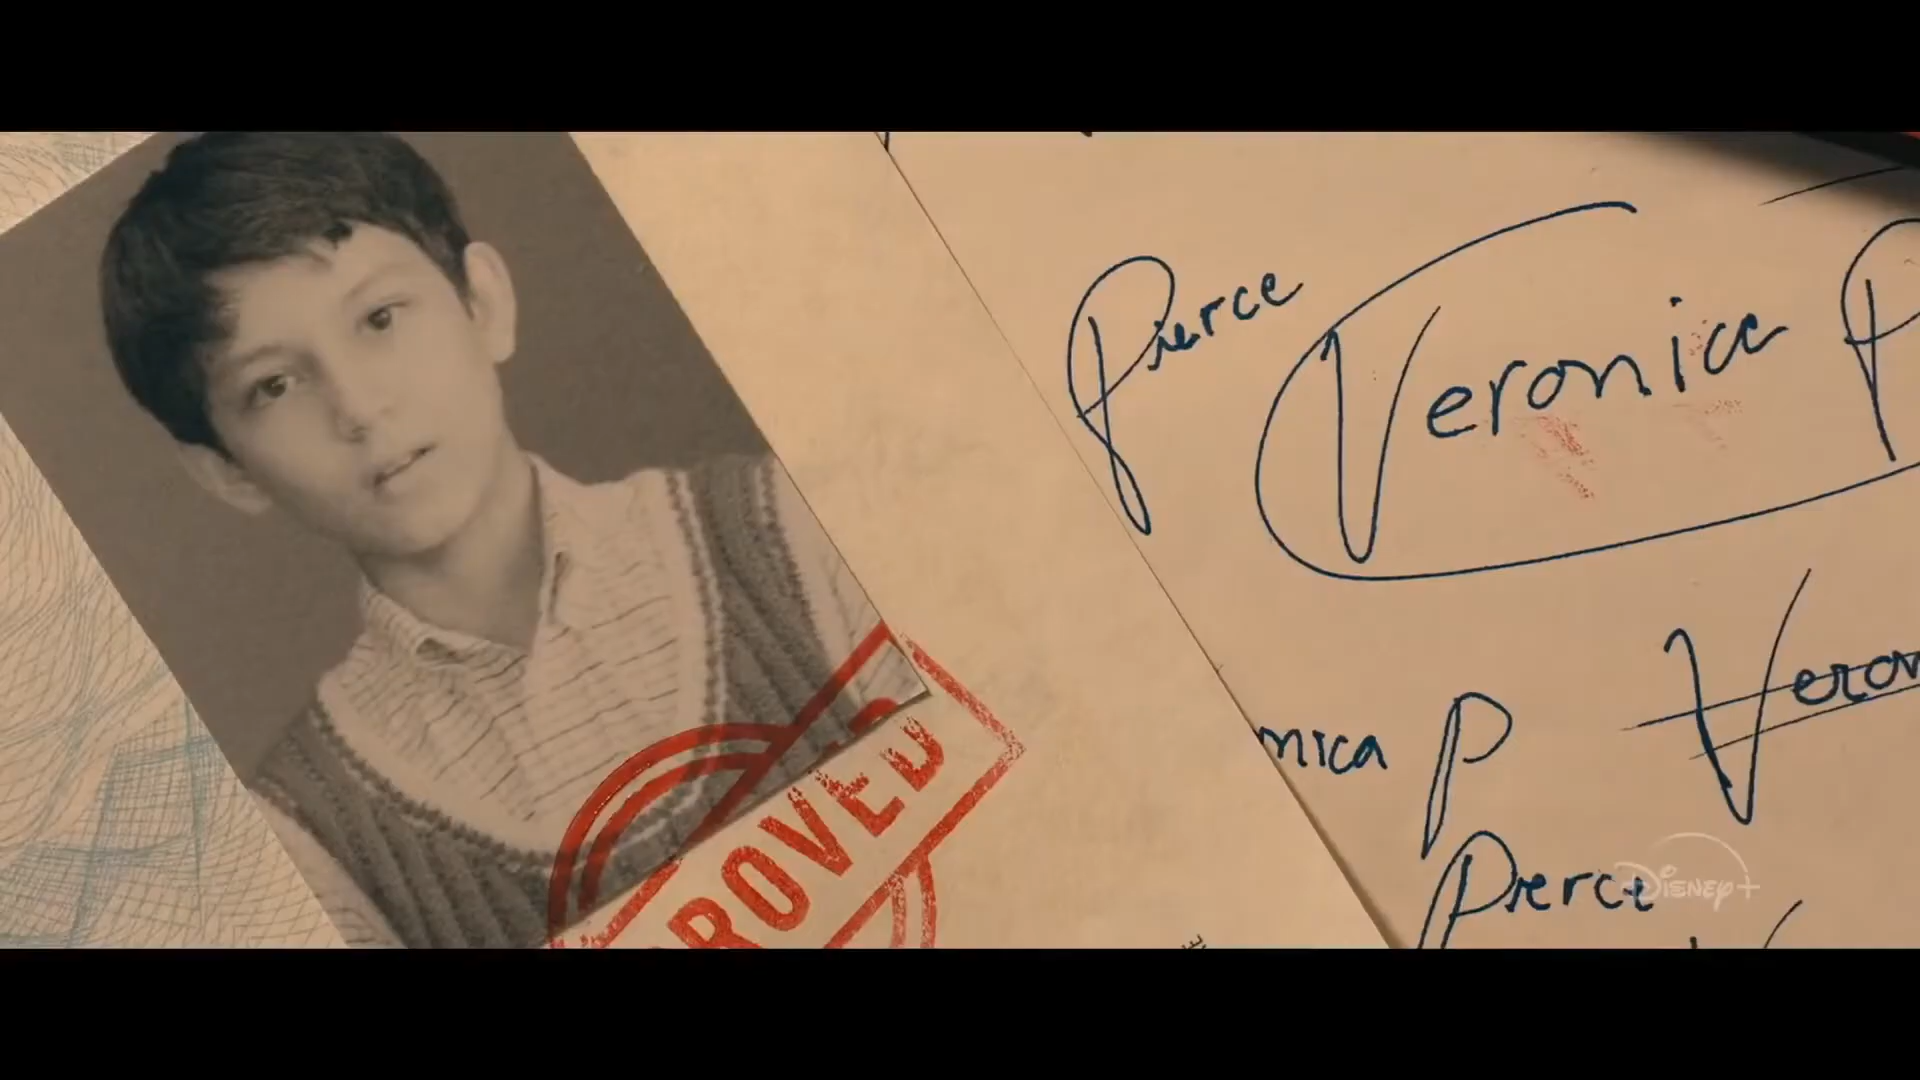 Pierce
Veronica P
Veron
nica P
Pierce
DISNEY+
ROVED